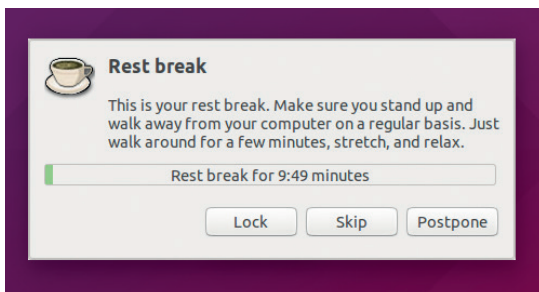 Rest break
This is your rest break. Make sure you stand up and
walk away from your computer on a regular basis. Just
walk around for a few minutes, stretch, and relax.
Rest break for 9:49 minutes
Lock Skip Postpone